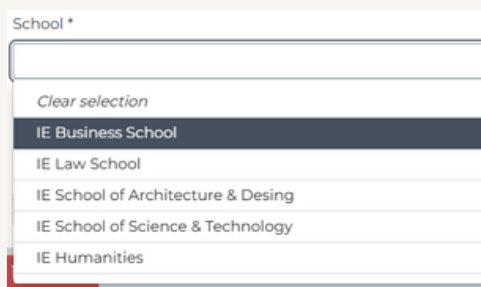 School *
Clear selection
IE Business School
IE Law School
IE School of Architecture & Desing
IE School of Science & Technology
IE Humanities